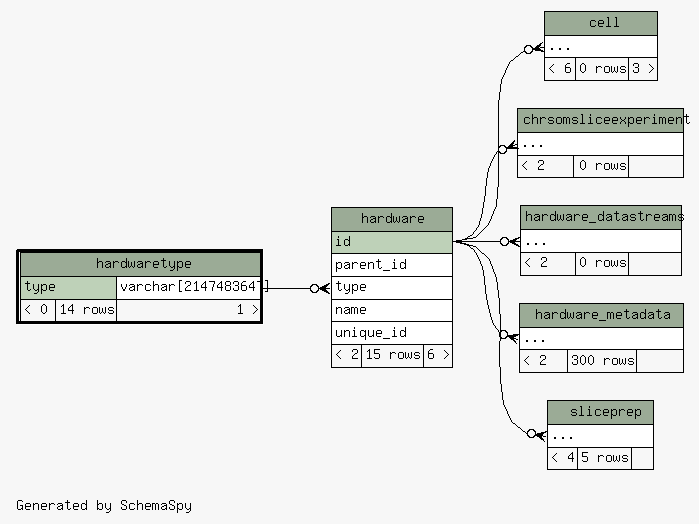 cell
...
< 6 0 rows 3 >
chrsomsliceexperiment
...
< 2 0 rows
hardware
hardware_datastreams
id
...
hardwaretype
parent_id
< 2 0 rows
type varchar[2147483647]
type
< 0 14 rows 1 >
name
hardware_metadata
unique_id
...
< 2 15 rows 6 >
< 2 300 rows
sliceprep
...
< 4 5 rows
Generated by SchemaSpy